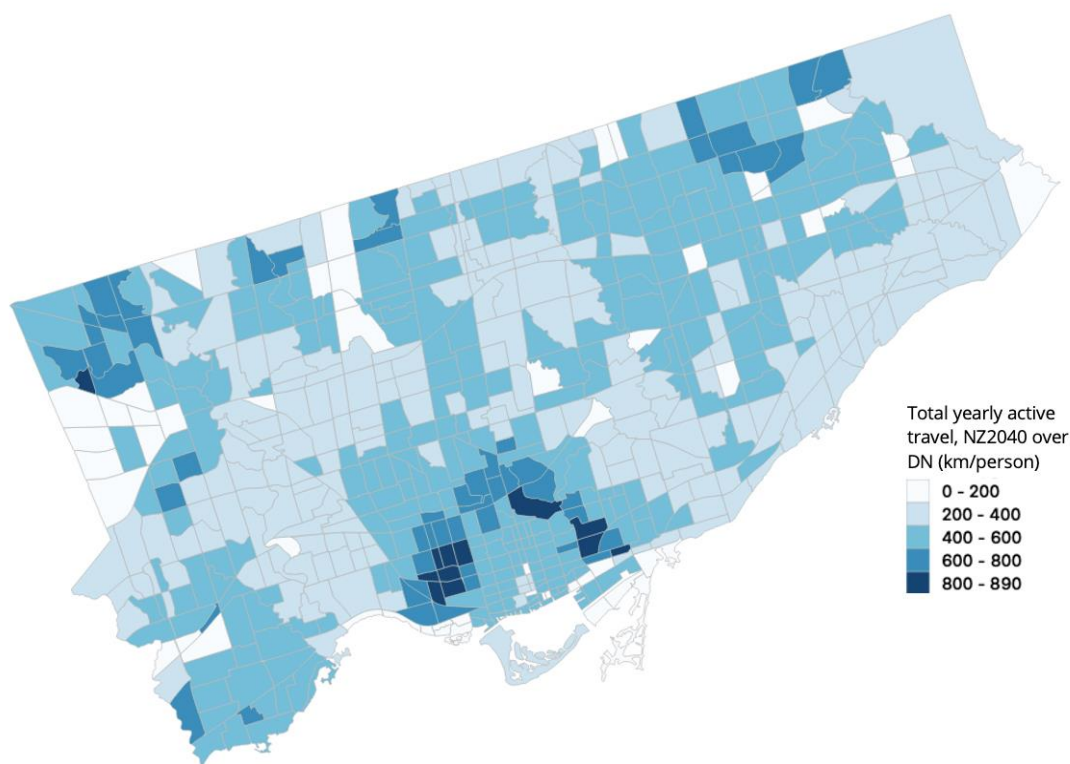 Total yearly active
travel, NZ2040 over
DN (km/person)
0 - 200
200 - 400
400 - 600
600 - 800
800 - 890